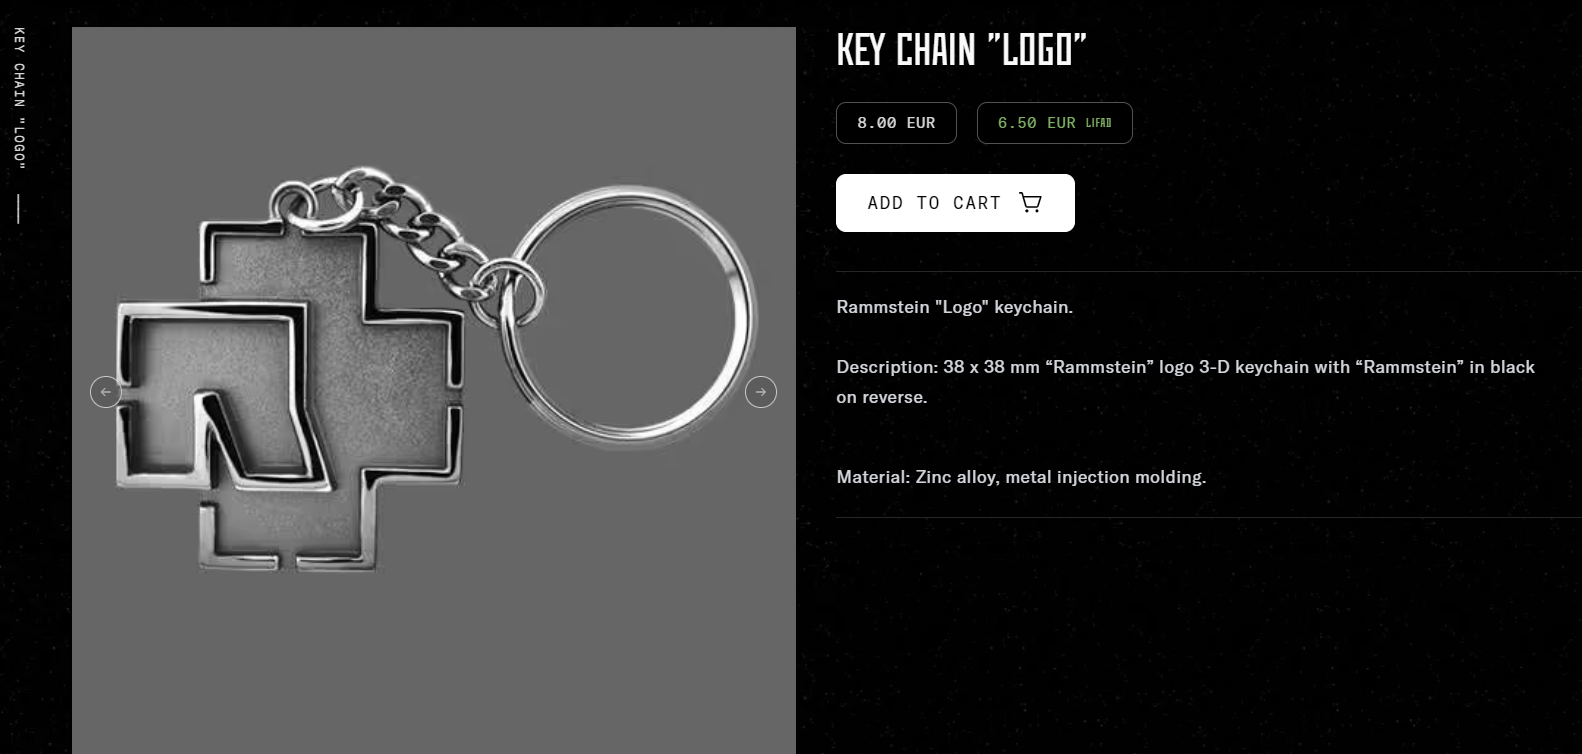 KEY CHAIN "LOGO"
KEY CHAIN "LOGO"
8.00 EUR
6.50 EUR LIFAD
ADD TO CART
Rammstein "Logo" keychain.
Description: 38 x 38 mm “Rammstein” logo 3-D keychain with “Rammstein” in black
on reverse.
Material: Zinc alloy, metal injection molding.